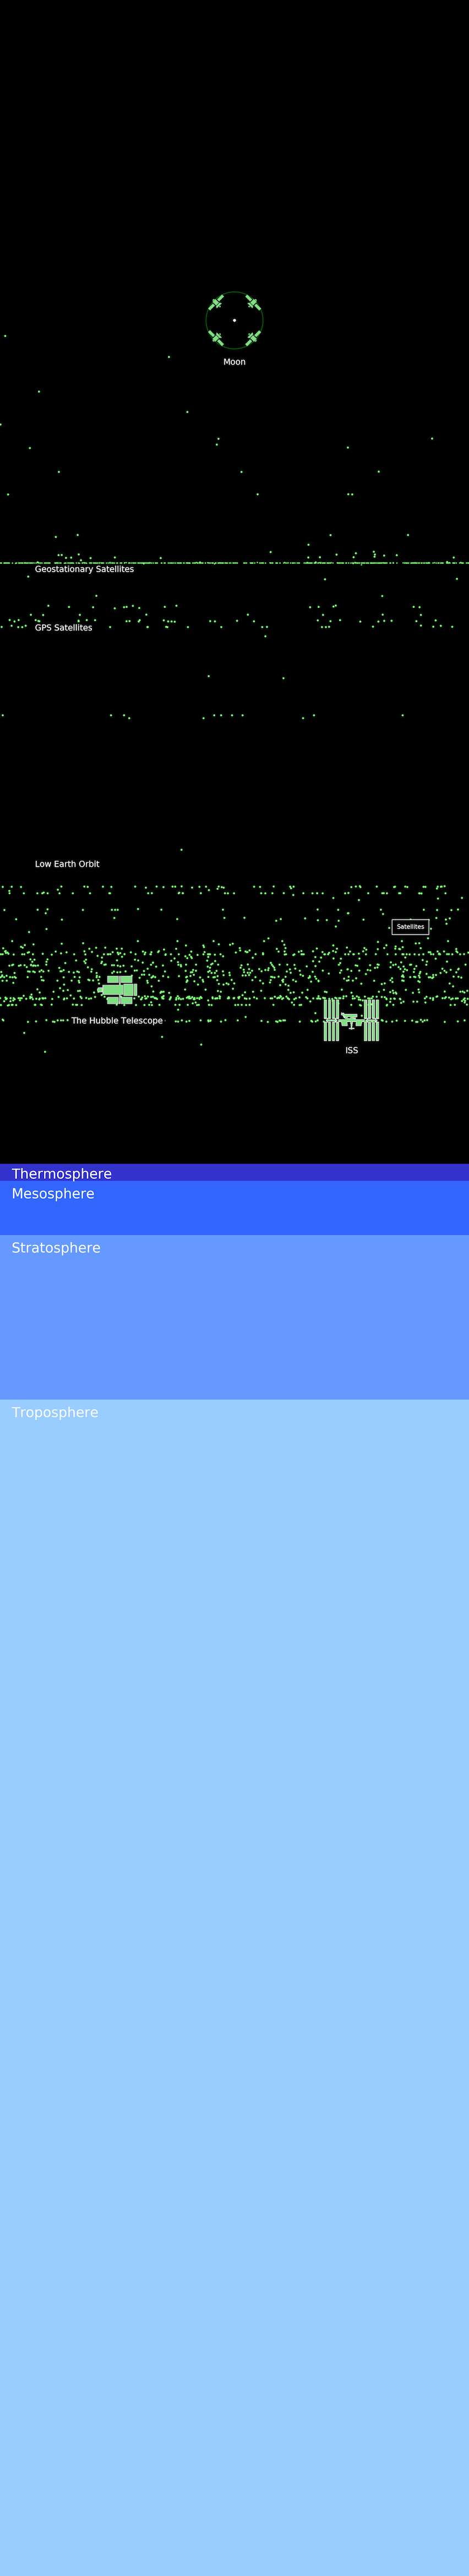 Moon
Geostationary Satellites
GPS Satellites
Low Earth Orbit
Satellites
The Hubble Telescope
ISS
Thermosphere
Mesosphere
Stratosphere
Troposphere